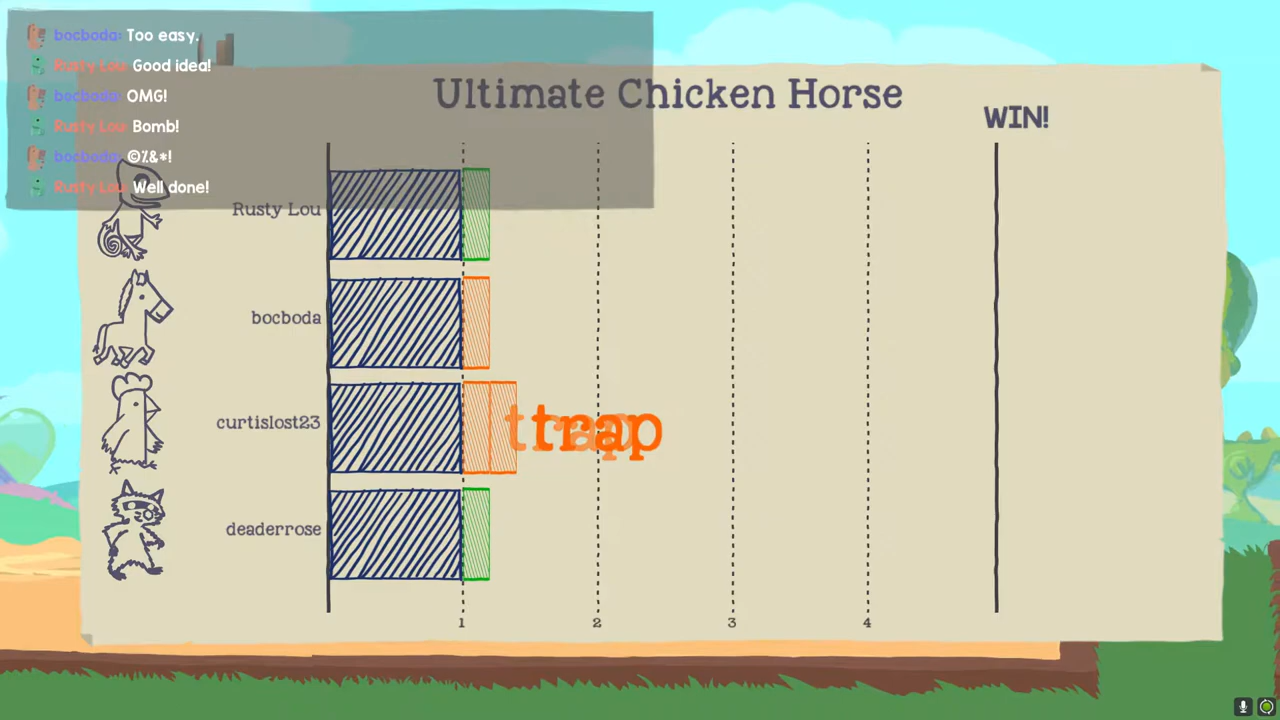 bocboda: Too easy.
Rusty Lou: Good idea!
bocboda: OMG!
Rusty Lou: Bomb!
bocboda: ©%&*!
Rusty Lou: Well done!
Ultimate Chicken Horse
WIN!
Rusty Lou
bocboda
curtislost23
trap
trap
deaderrose
1 2 3 4